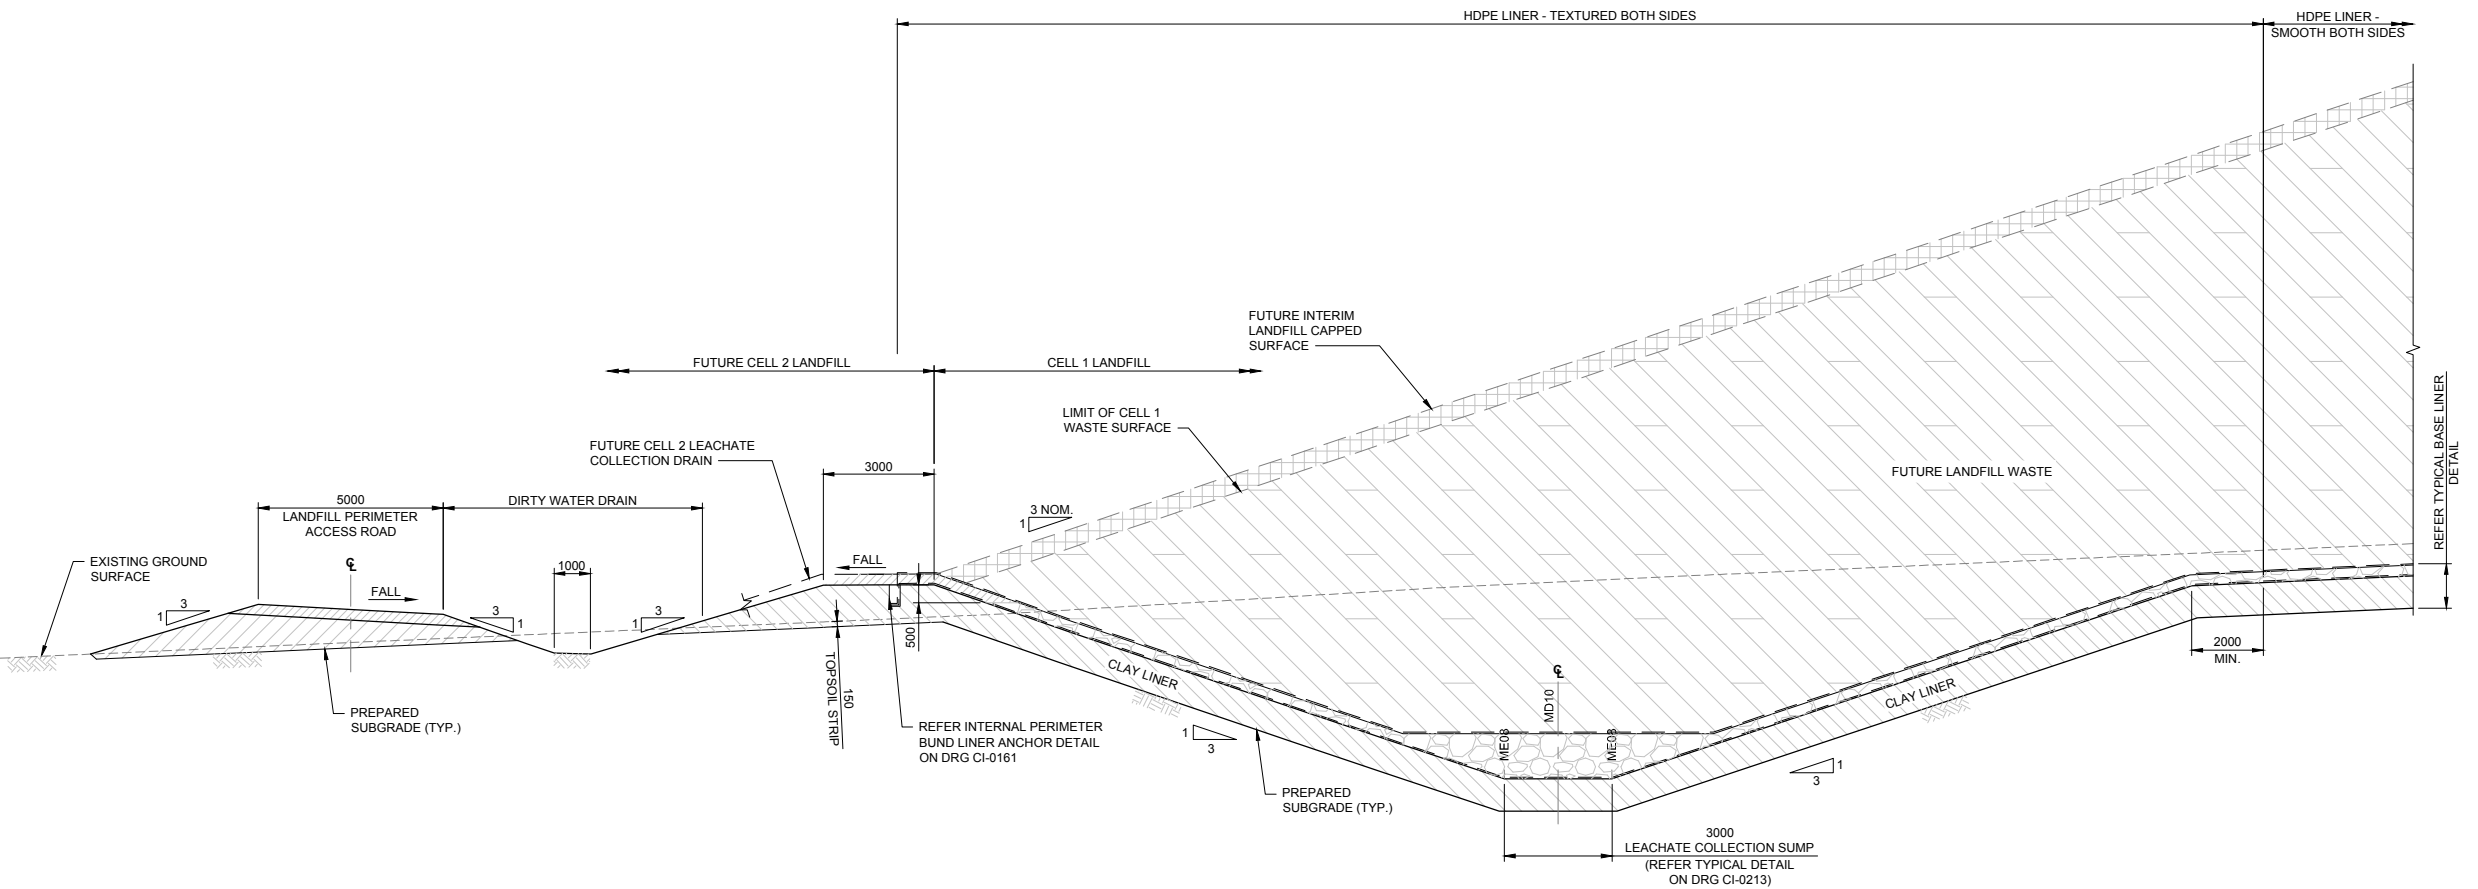 HDPE LINER - TEXTURED BOTH SIDES
HDPE LINER -
SMOOTH BOTH SIDES
FUTURE INTERIM
LANDFILL CAPPED
SURFACE
FUTURE CELL 2 LANDFILL
CELL 1 LANDFILL
LIMIT OF CELL 1
WASTE SURFACE
FUTURE CELL 2 LEACHATE
COLLECTION DRAIN
3000
FUTURE LANDFILL WASTE
REFER TYPICAL BASE LINER
DETAIL
5000
LANDFILL PERIMETER
ACCESS ROAD
DIRTY WATER DRAIN
3 NOM.
1
EXISTING GROUND
SURFACE
℄
FALL
1000
FALL
3
1
3
1
3
1
500
150
TOPSOIL STRIP
CLAY LINER
CLAY LINER
2000
MIN.
℄
MD10
ME08
ME08
PREPARED
SUBGRADE (TYP.)
REFER INTERNAL PERIMETER
BUND LINER ANCHOR DETAIL
ON DRG CI-0161
1
3
1
3
PREPARED
SUBGRADE (TYP.)
3000
LEACHATE COLLECTION SUMP
(REFER TYPICAL DETAIL
ON DRG CI-0213)